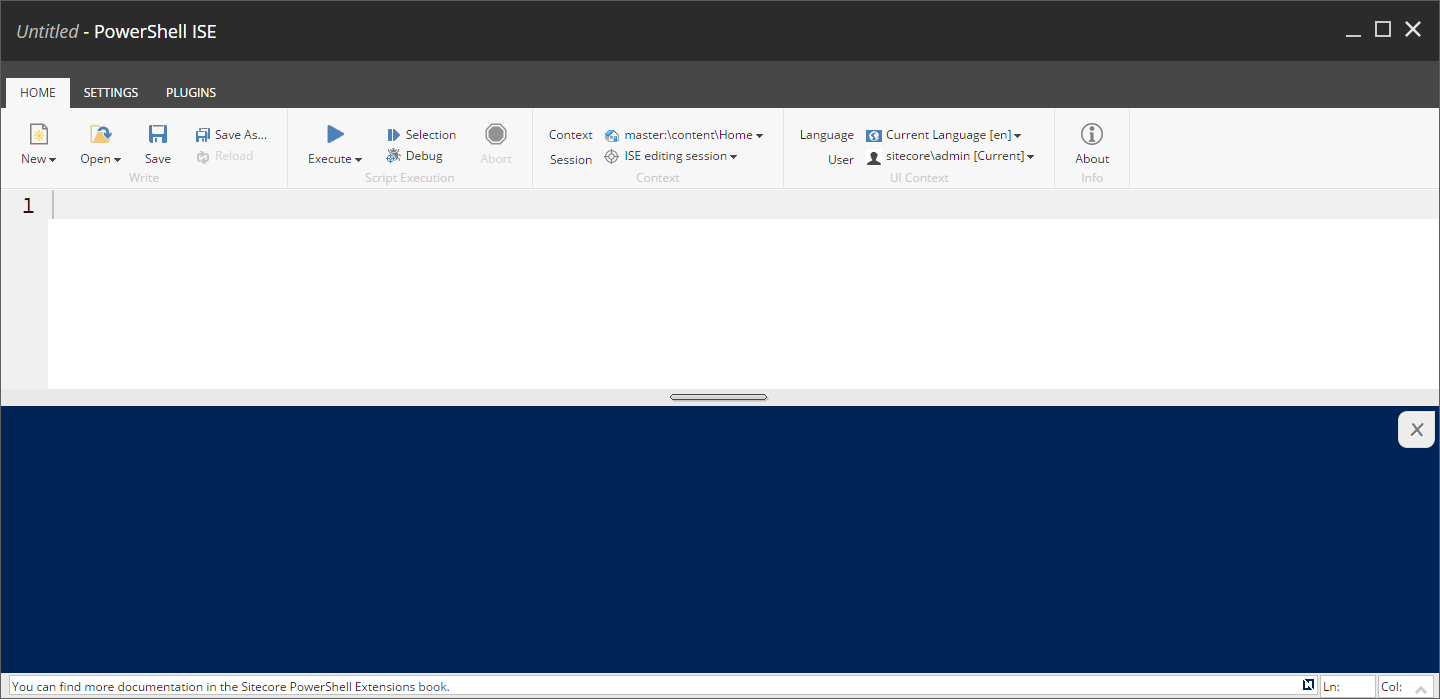 Untitled - PowerShell ISE
HOME SETTINGS PLUGINS
New Open Save Save As... Reload
Write
Execute Selection Debug Abort
Script Execution
Context master:\content\Home
Session ISE editing session
Context
Language Current Language [en]
User sitecore\admin [Current]
UI Context
About
Info
1
You can find more documentation in the Sitecore PowerShell Extensions book.
Ln: Col: